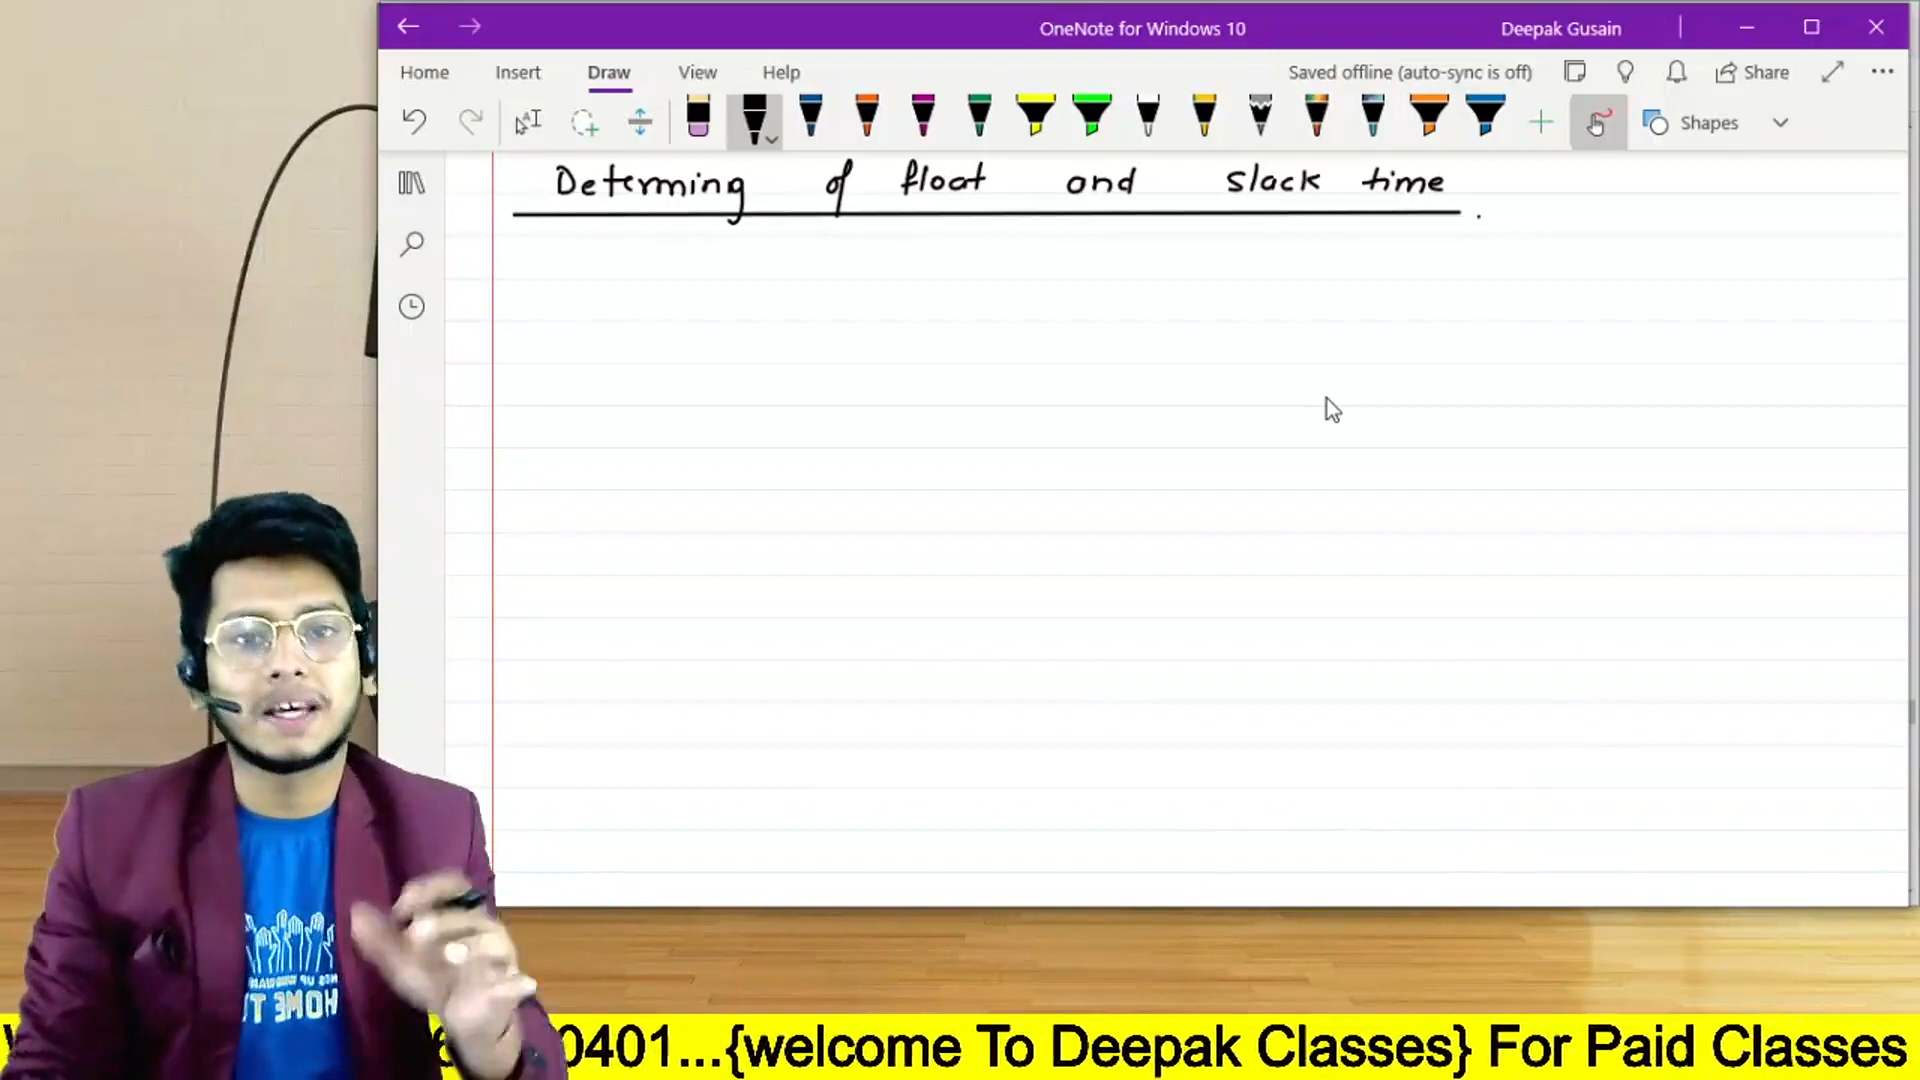 OneNote for Windows 10
Deepak Gusain
Home Insert Draw View Help
Saved offline (auto-sync is off)
Share
Shapes
Determing of float and slack time.
HOME T
0401...{welcome To Deepak Classes} For Paid Classes